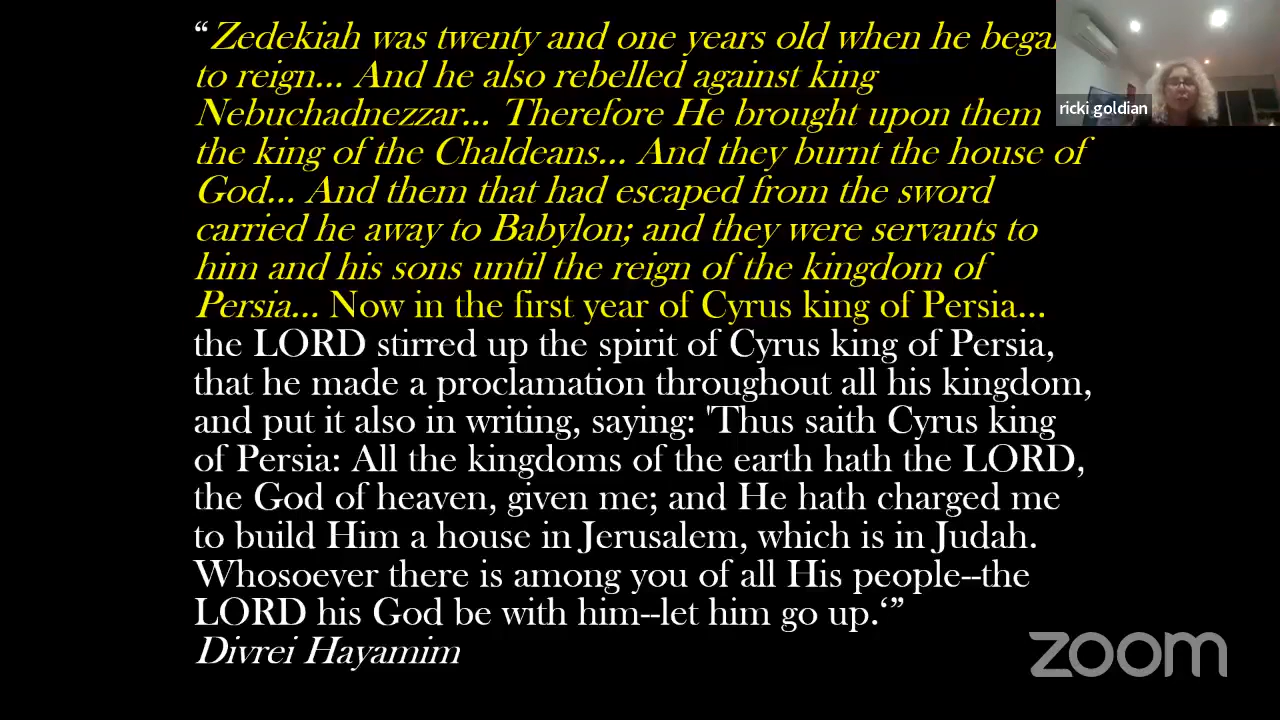 “Zedekiah was twenty and one years old when he began
to reign... And he also rebelled against king
Nebuchadnezzar... Therefore He brought upon them
the king of the Chaldeans... And they burnt the house of
God... And them that had escaped from the sword
carried he away to Babylon; and they were servants to
him and his sons until the reign of the kingdom of
Persia... Now in the first year of Cyrus king of Persia...
the LORD stirred up the spirit of Cyrus king of Persia,
that he made a proclamation throughout all his kingdom,
and put it also in writing, saying: 'Thus saith Cyrus king
of Persia: All the kingdoms of the earth hath the LORD,
the God of heaven, given me; and He hath charged me
to build Him a house in Jerusalem, which is in Judah.
Whosoever there is among you of all His people--the
LORD his God be with him--let him go up.‘”
Divrei Hayamim
ricki goldian
zoom